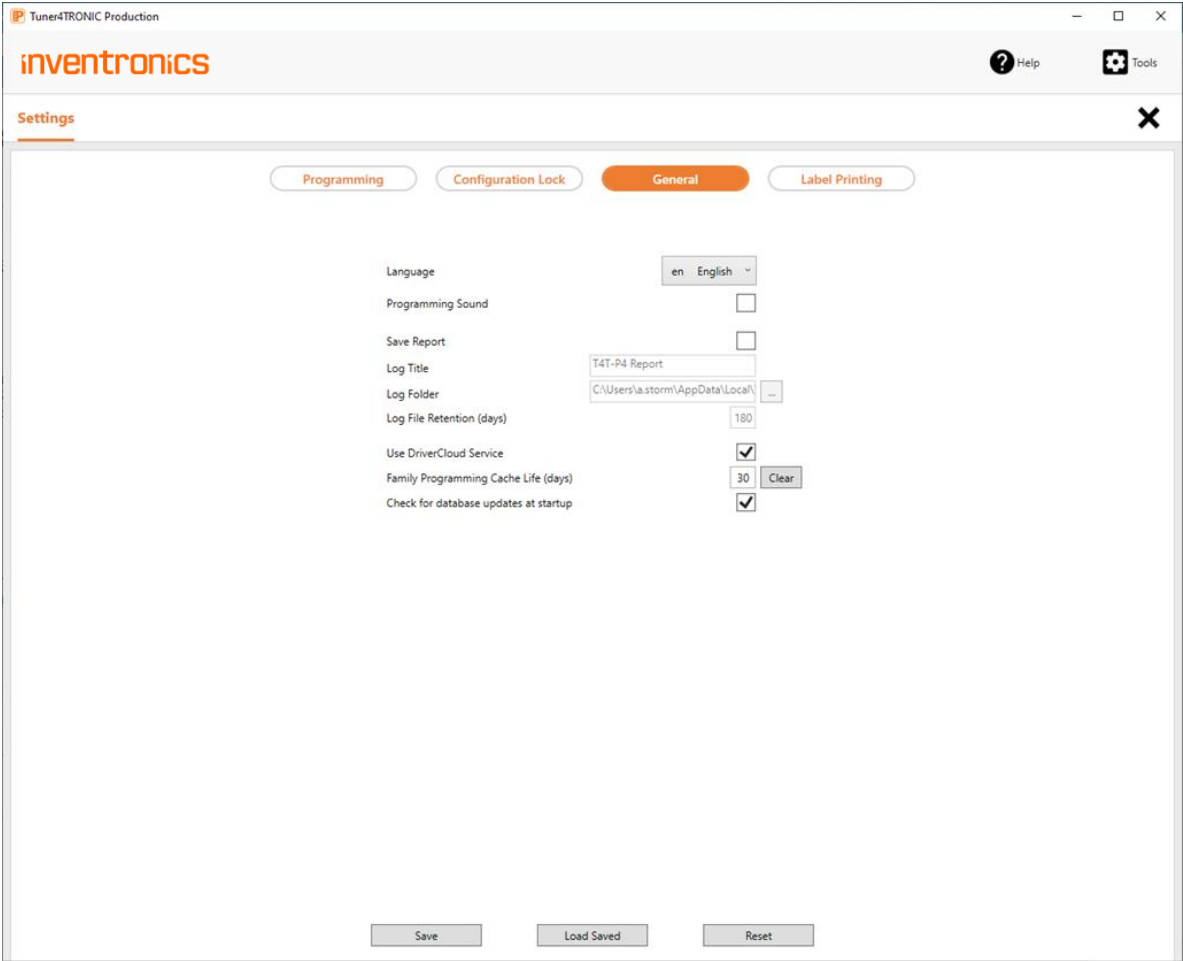 Tuner4TRONIC Production
inventronics
Help
Tools
Settings
Programming
Configuration Lock
General
Label Printing
Language en English
Programming Sound
Save Report
Log Title T4T-P4 Report
Log Folder C:\Users\a.storm\AppData\Local\ ...
Log File Retention (days) 180
Use DriverCloud Service
Family Programming Cache Life (days) 30 Clear
Check for database updates at startup
Save
Load Saved
Reset